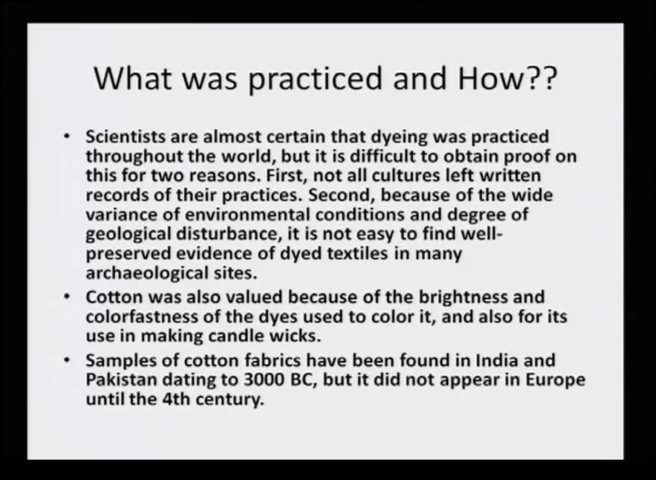 What was practiced and How??
• Scientists are almost certain that dyeing was practiced
throughout the world, but it is difficult to obtain proof on
this for two reasons. First, not all cultures left written
records of their practices. Second, because of the wide
variance of environmental conditions and degree of
geological disturbance, it is not easy to find well-
preserved evidence of dyed textiles in many
archaeological sites.
• Cotton was also valued because of the brightness and
colorfastness of the dyes used to color it, and also for its
use in making candle wicks.
• Samples of cotton fabrics have been found in India and
Pakistan dating to 3000 BC, but it did not appear in Europe
until the 4th century.